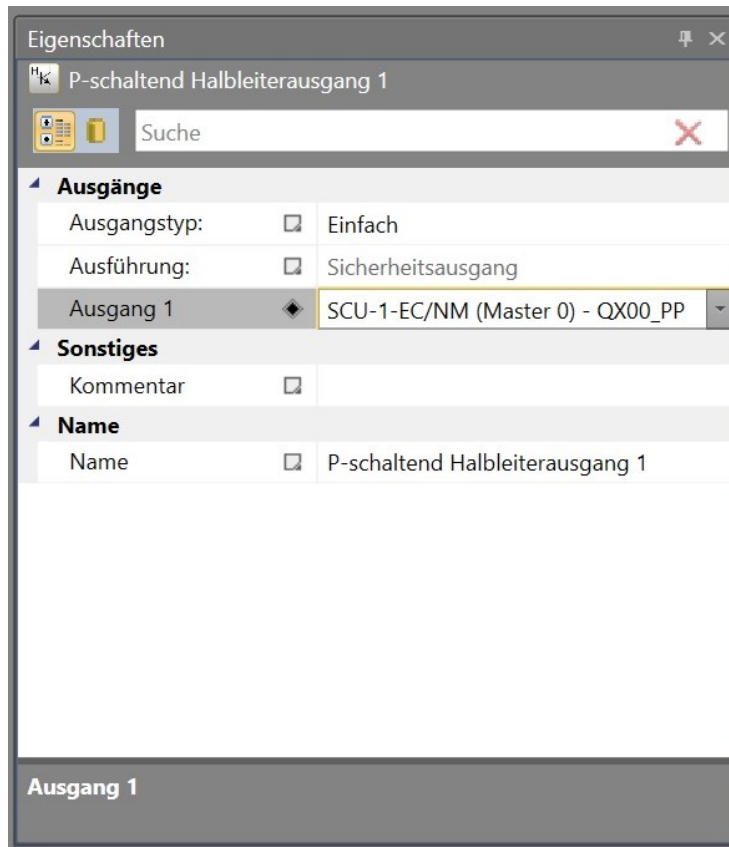 Eigenschaften
HK P-schaltend Halbleiterausgang 1
Suche
Ausgänge
Ausgangstyp: Einfach
Ausführung: Sicherheitsausgang
Ausgang 1 SCU-1-EC/NM (Master 0) - QX00_PP
Sonstiges
Kommentar
Name
Name P-schaltend Halbleiterausgang 1
Ausgang 1